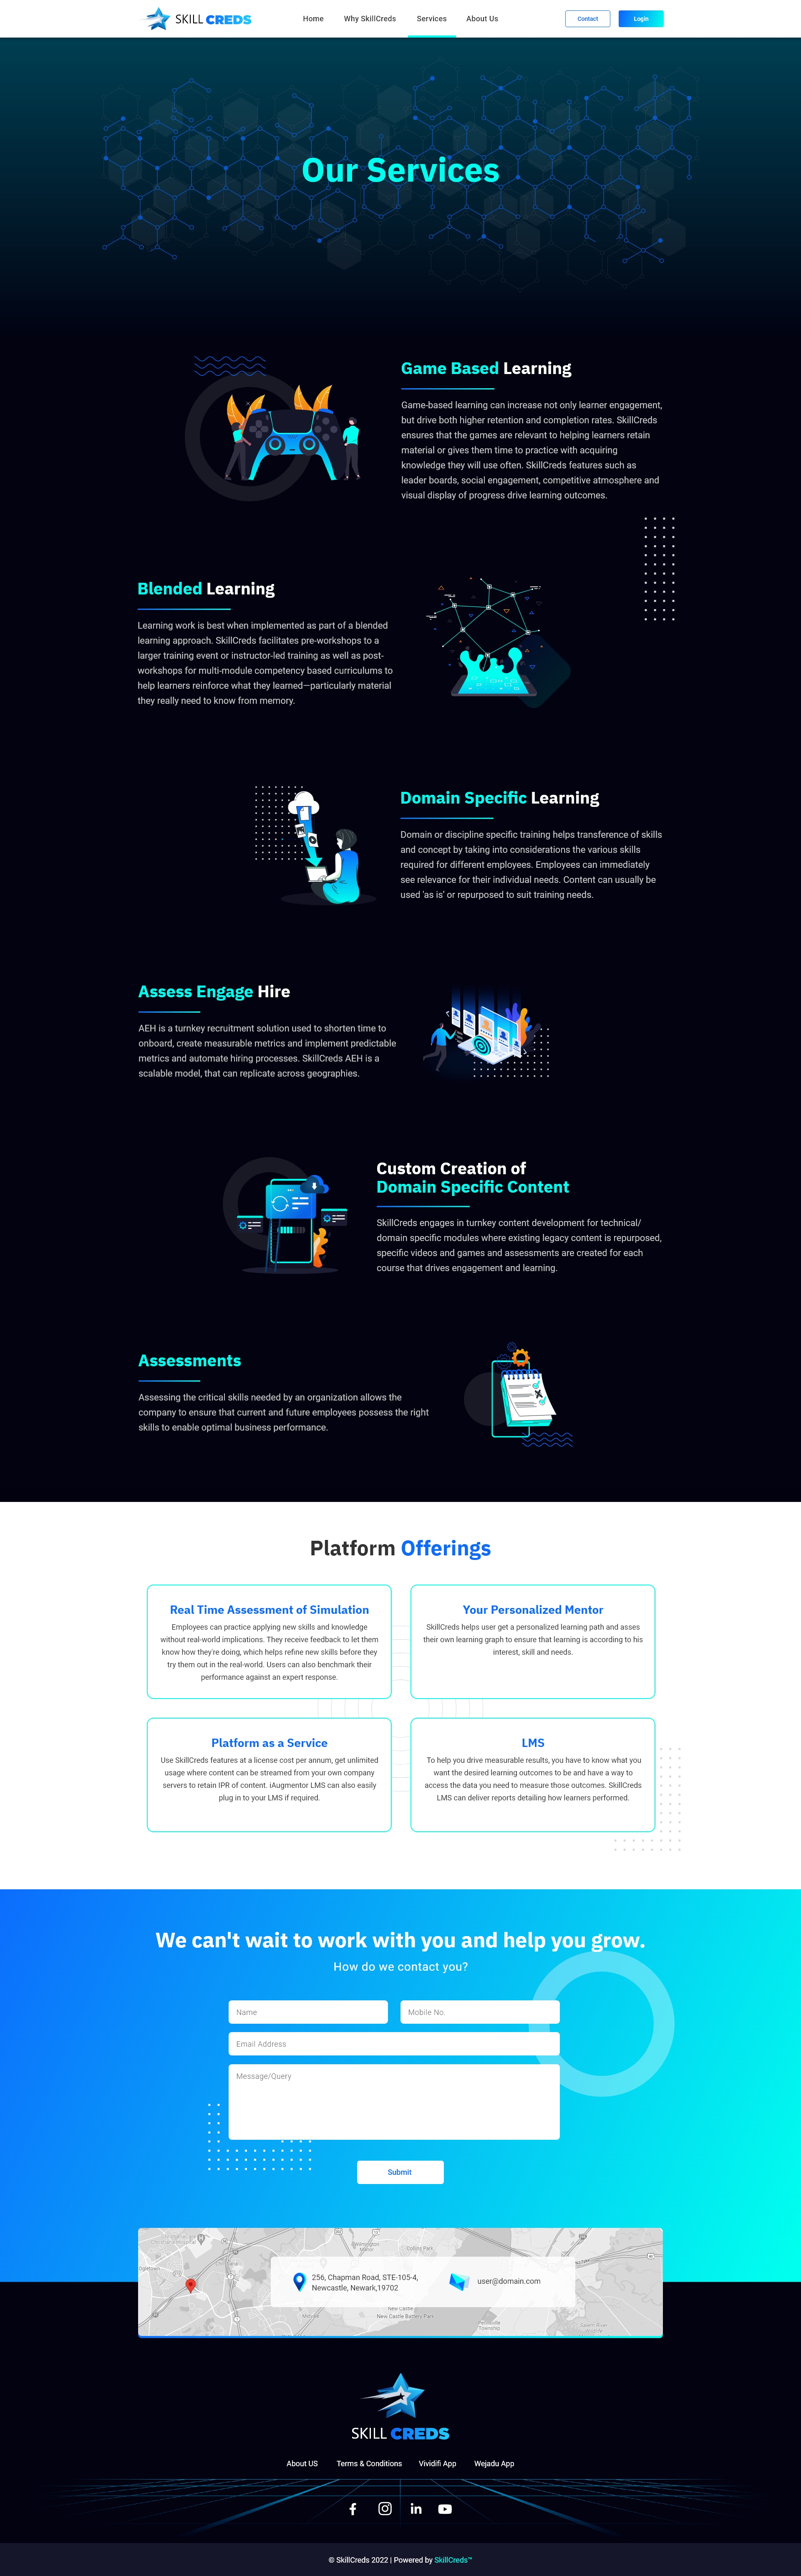 SKILL CREDS
Home
Why SkillCreds
Services
About Us
Contact
Login
Our Services
Game Based Learning
Game-based learning can increase not only learner engagement,
but drive both higher retention and completion rates. SkillCreds
ensures that the games are relevant to helping learners retain
material or gives them time to practice with acquiring
knowledge they will use often. SkillCreds features such as
leader boards, social engagement, competitive atmosphere and
visual display of progress drive learning outcomes.
Blended Learning
Learning work is best when implemented as part of a blended
learning approach. SkillCreds facilitates pre-workshops to a
larger training event or instructor-led training as well as post-
workshops for multi-module competency based curriculums to
help learners reinforce what they learned—particularly material
they really need to know from memory.
Domain Specific Learning
Domain or discipline specific training helps transference of skills
and concept by taking into considerations the various skills
required for different employees. Employees can immediately
see relevance for their individual needs. Content can usually be
used 'as is' or repurposed to suit training needs.
Assess Engage Hire
AEH is a turnkey recruitment solution used to shorten time to
onboard, create measurable metrics and implement predictable
metrics and automate hiring processes. SkillCreds AEH is a
scalable model, that can replicate across geographies.
Custom Creation of
Domain Specific Content
SkillCreds engages in turnkey content development for technical/
domain specific modules where existing legacy content is repurposed,
specific videos and games and assessments are created for each
course that drives engagement and learning.
Assessments
Assessing the critical skills needed by an organization allows the
company to ensure that current and future employees possess the right
skills to enable optimal business performance.
Platform Offerings
Real Time Assessment of Simulation
Employees can practice applying new skills and knowledge
without real-world implications. They receive feedback to let them
know how they're doing, which helps refine new skills before they
try them out in the real-world. Users can also benchmark their
performance against an expert response.
Your Personalized Mentor
SkillCreds helps user get a personalized learning path and asses
their own learning graph to ensure that learning is according to his
interest, skill and needs.
Platform as a Service
Use SkillCreds features at a license cost per annum, get unlimited
usage where content can be streamed from your own company
servers to retain IPR of content. iAugmentor LMS can also easily
plug in to your LMS if required.
LMS
To help you drive measurable results, you have to know what you
want the desired learning outcomes to be and have a way to
access the data you need to measure those outcomes. SkillCreds
LMS can deliver reports detailing how learners performed.
We can't wait to work with you and help you grow.
How do we contact you?
Name
Mobile No.
Email Address
Message/Query
Submit
256, Chapman Road, STE-105-4,
Newcastle, Newark,19702
user@domain.com
New Castle
New Castle Battery Park
SKILL CREDS
About US
Terms & Conditions
Vividifi App
Wejadu App
© SkillCreds 2022 | Powered by SkillCreds™